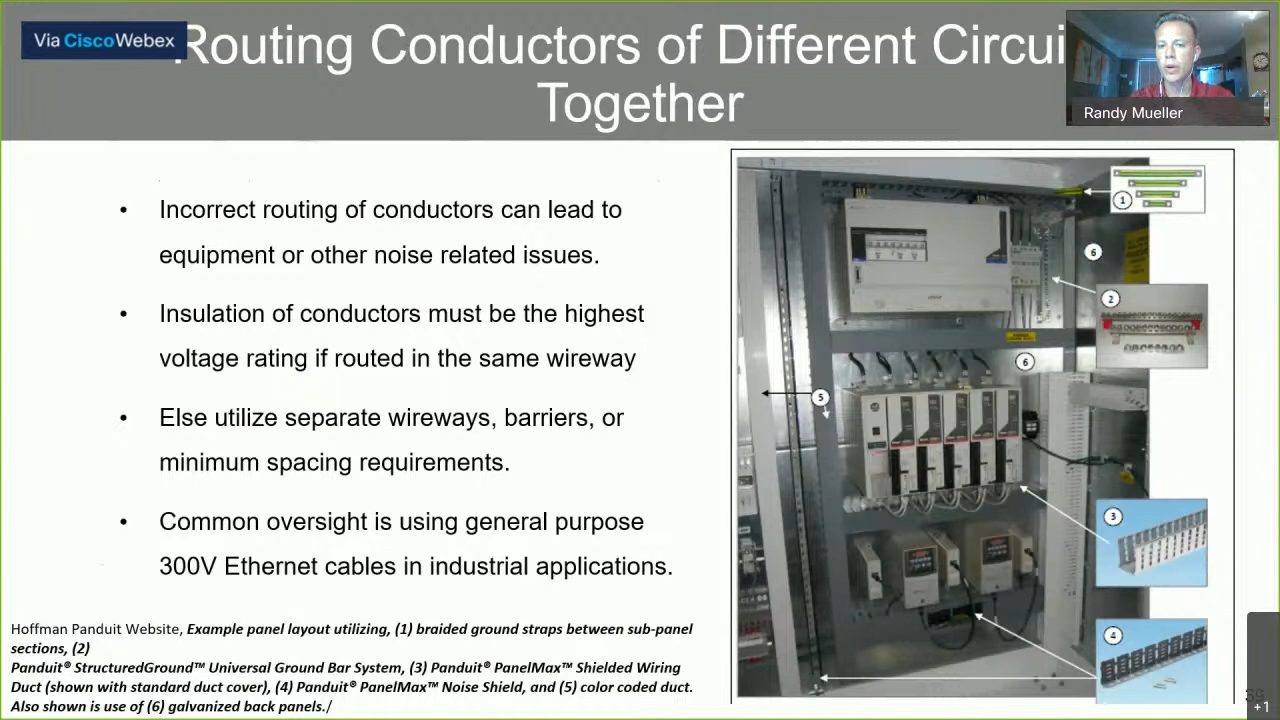 Via CiscoWebex
Routing Conductors of Different Circui
Together
Randy Mueller
• Incorrect routing of conductors can lead to
equipment or other noise related issues.
• Insulation of conductors must be the highest
voltage rating if routed in the same wireway
• Else utilize separate wireways, barriers, or
minimum spacing requirements.
• Common oversight is using general purpose
300V Ethernet cables in industrial applications.
Hoffman Panduit Website, Example panel layout utilizing, (1) braided ground straps between sub-panel
sections, (2)
Panduit® StructuredGround™ Universal Ground Bar System, (3) Panduit® PanelMax™ Shielded Wiring
Duct (shown with standard duct cover), (4) Panduit® PanelMax™ Noise Shield, and (5) color coded duct.
Also shown is use of (6) galvanized back panels./
1
6
2
6
5
3
4
+1